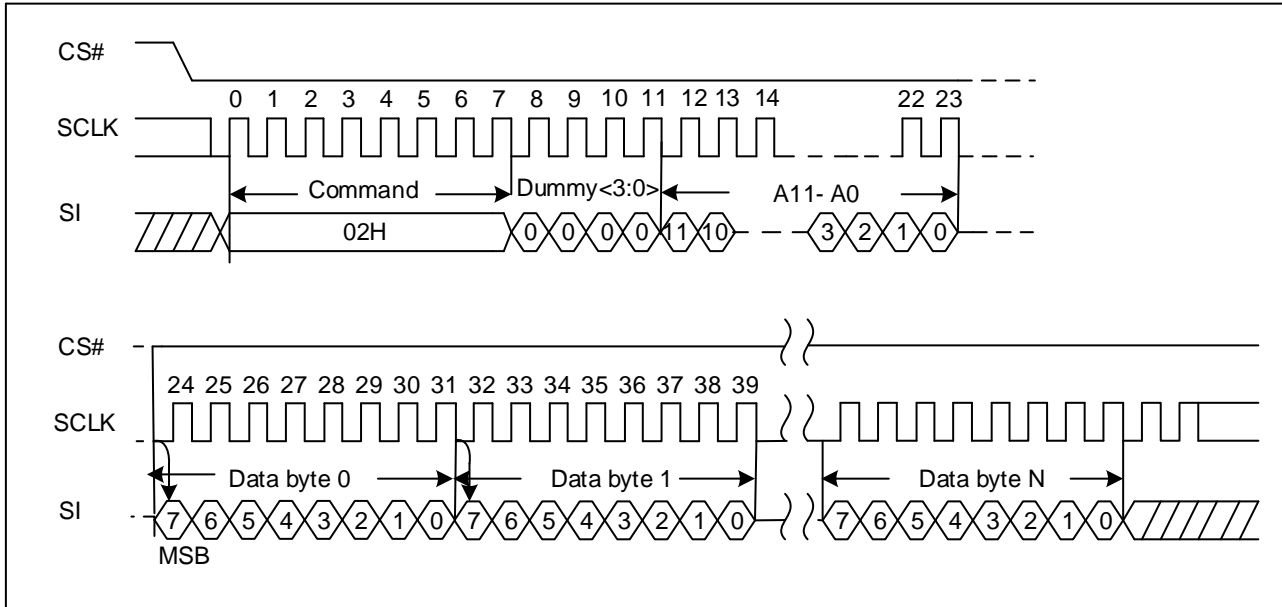 CS#
0 1 2 3 4 5 6 7 8 9 10 11 12 13 14 22 23
SCLK
Command Dummy<3:0> A11- A0
SI
02H 0 0 0 0 11 10 3 2 1 0
CS#
24 25 26 27 28 29 30 31 32 33 34 35 36 37 38 39
SCLK
Data byte 0 Data byte 1 Data byte N
SI
7 6 5 4 3 2 1 0 7 6 5 4 3 2 1 0 7 6 5 4 3 2 1 0
MSB